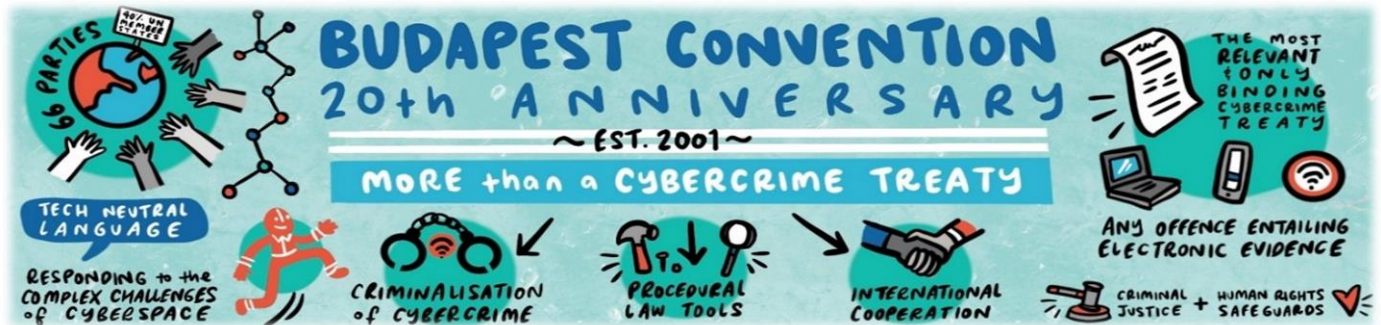 66 PARTIES
40% UN
MEMBER
STATES
BUDAPEST CONVENTION
20th ANNIVERSARY
~EST. 2001~
MORE than a CYBERCRIME TREATY
THE MOST
RELEVANT
& ONLY
BINDING
CYBERCRIME
TREATY
TECH NEUTRAL
LANGUAGE
RESPONDING to the
COMPLEX CHALLENGES
of CYBERSPACE
CRIMINALISATION
of CYBERCRIME
PROCEDURAL
LAW TOOLS
INTERNATIONAL
COOPERATION
ANY OFFENCE ENTAILING
ELECTRONIC EVIDENCE
CRIMINAL
JUSTICE
+
HUMAN RIGHTS
SAFEGUARDS